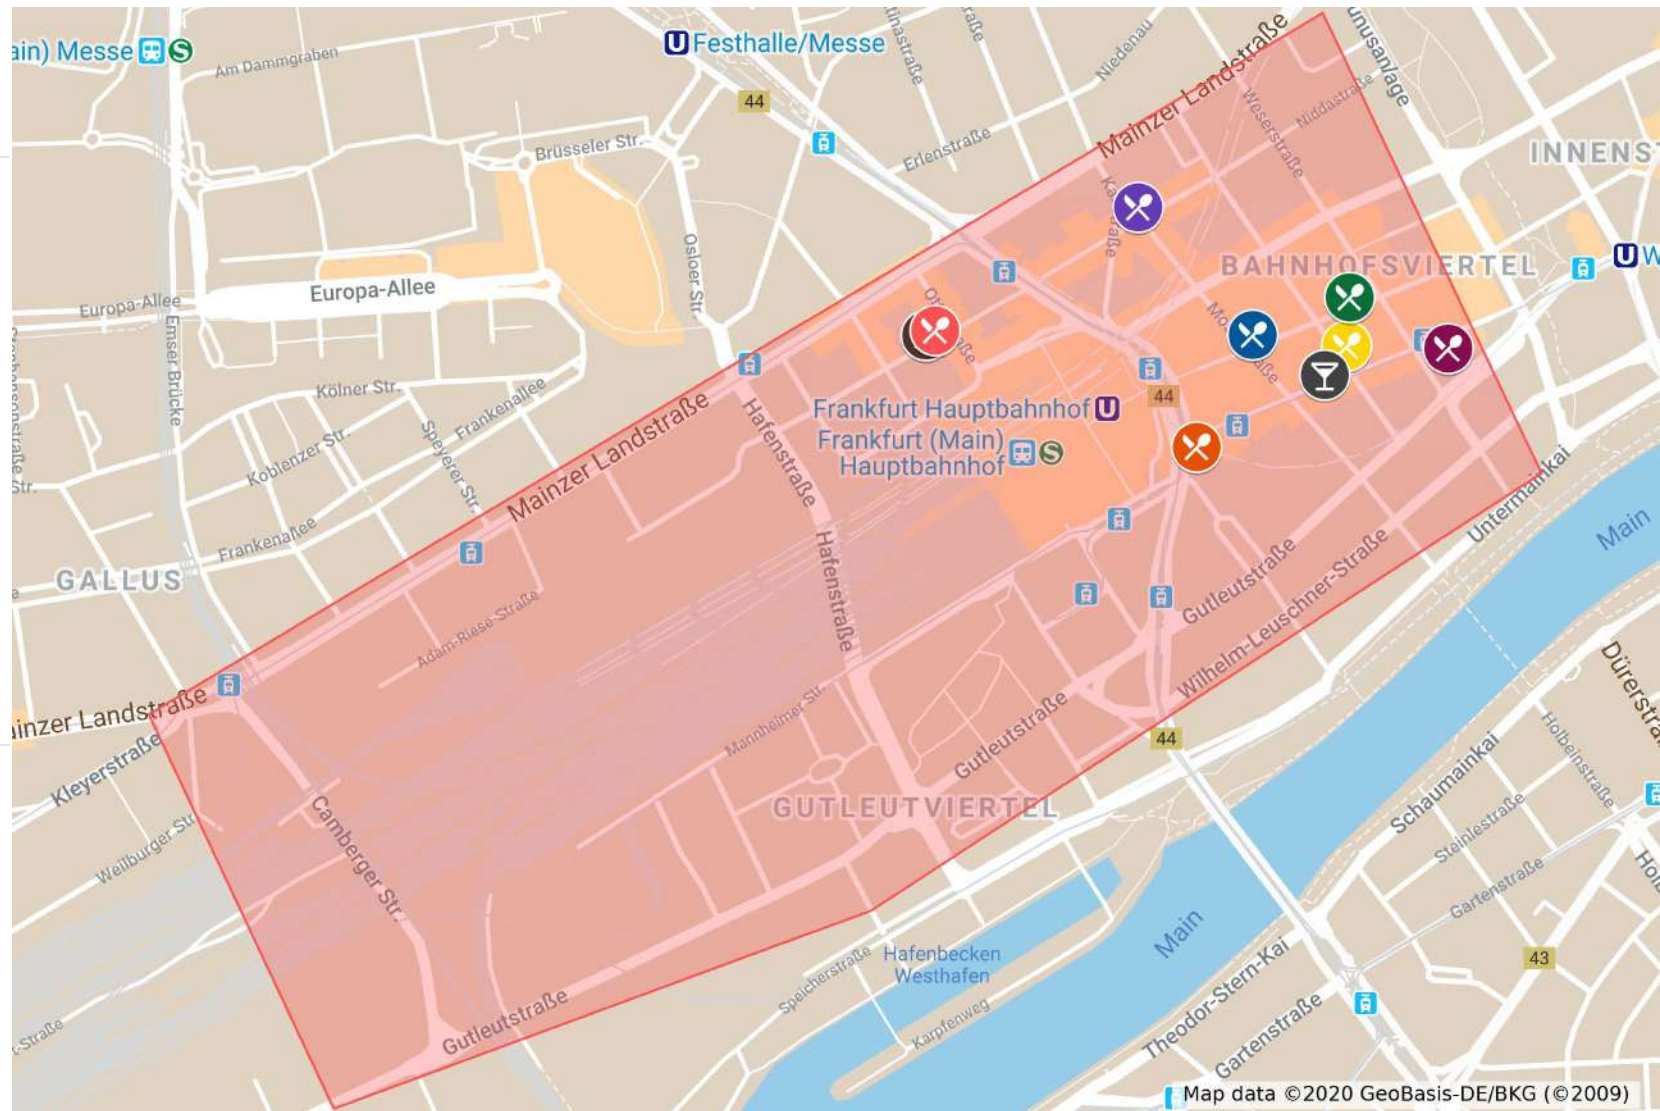 Messe
S
U Festhalle/Messe
Am Dammgraben
44
Niedenau
Mainzer Landstraße
Brüsseler Str.
Erlenstraße
Weserstraße
Niddastraße
INNENS
Europa-Allee
Europa-Allee
Emser Brücke
Osloer Str.
BAHNHOFSVIERTEL
U W
Kölner Str.
Koblenzer Str.
Speyerer Str.
Frankenallee
Frankenallee
Mainzer Landstraße
Hafenstraße
Hafenstraße
Frankfurt Hauptbahnhof U
Frankfurt (Main)
Hauptbahnhof
S
44
GALLUS
Adam-Riese-Straße
Untermainkai
Main
Gutleutstraße
Wilhelm-Leuschner-Straße
Mainzer Landstraße
Kleyerstraße
Weilburger Str.
Camberger Str.
Mannheimer Str.
Gutleutstraße
44
GUTLEUTVIERTEL
Schaumainkai
Holbeinstraße
Steinlestraße
Gartenstraße
Main
Hafenbecken
Westhafen
Speicherstraße
Karpfenweg
Theodor-Stern-Kai
Gartenstraße
43
Gutleutstraße
Map data ©2020 GeoBasis-DE/BKG (©2009)